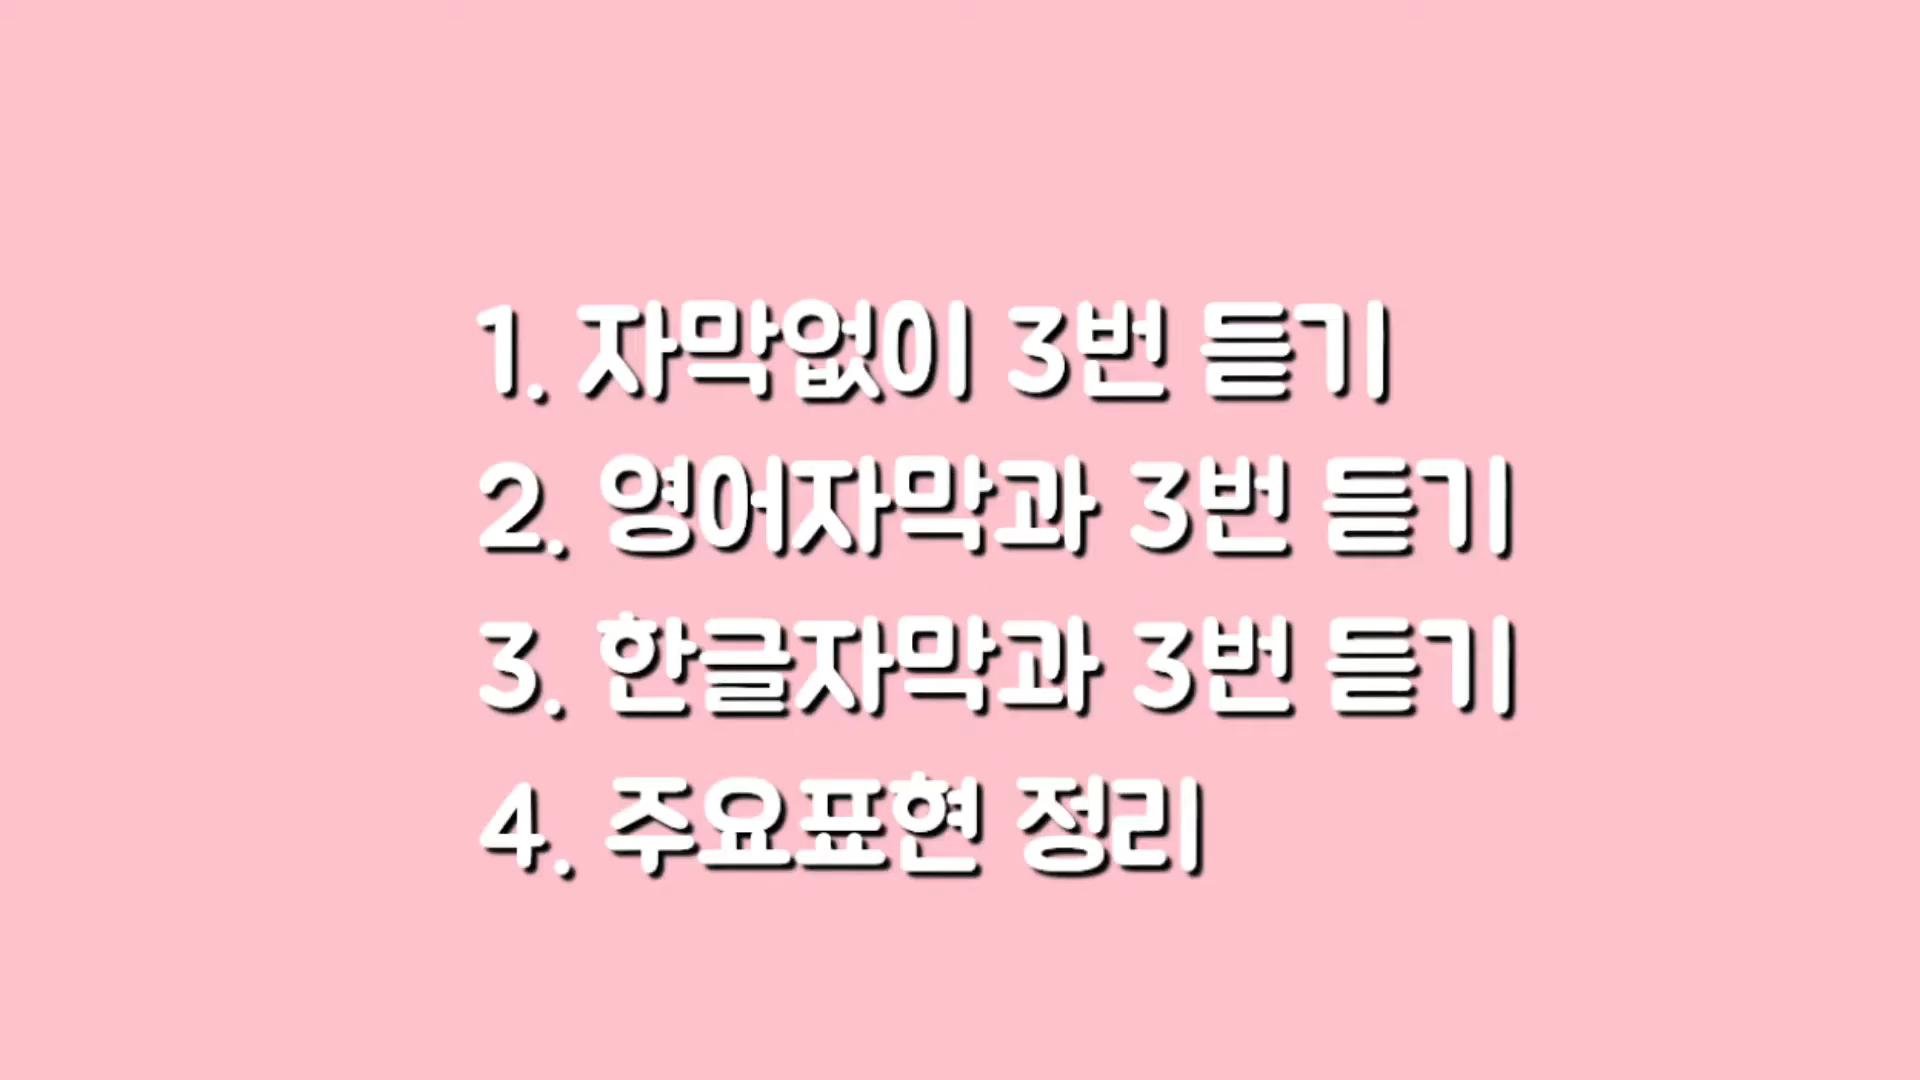 1. 자막없이 3번 듣기
2. 영어자막과 3번 듣기
3. 한글자막과 3번 듣기
4. 주요표현 정리